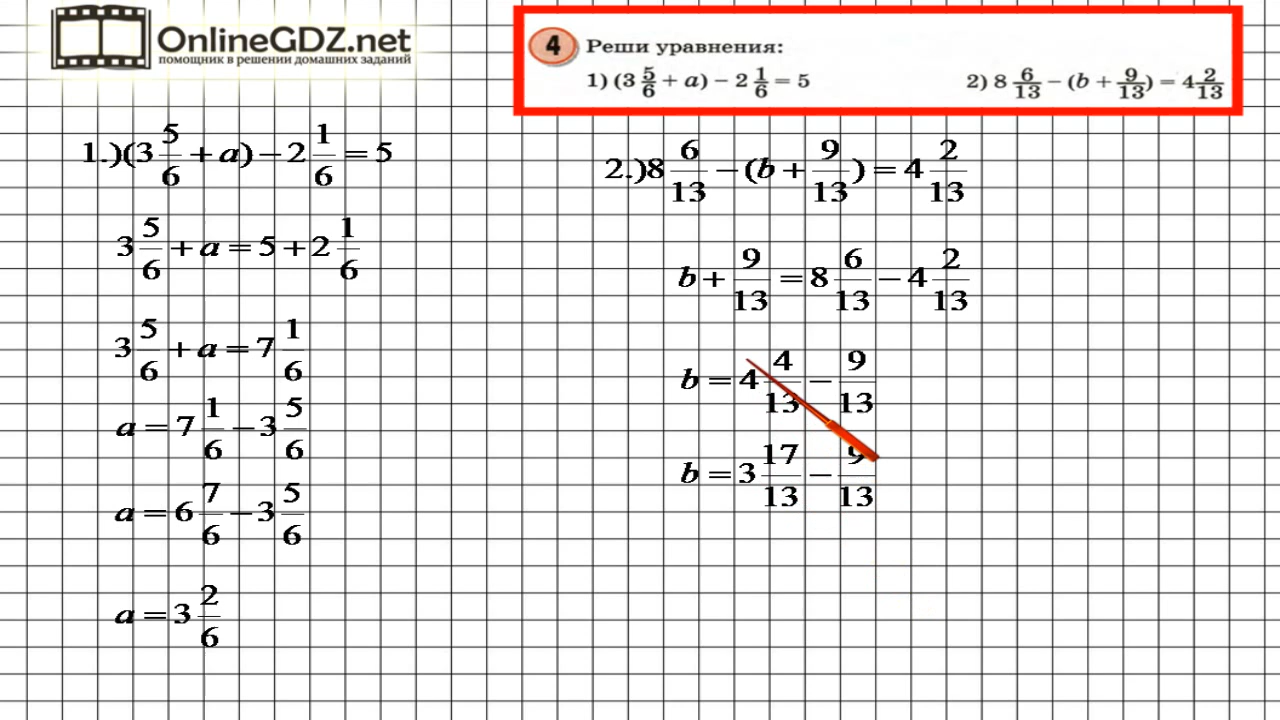 OnlineGDZ.net
помощник в решении домашних заданий
4 Реши уравнения:
1) (3 5/6 + a) − 2 1/6 = 5
2) 8 6/13 − (b + 9/13) = 4 2/13
1.)(3 5/6 + a) − 2 1/6 = 5
3 5/6 + a = 5 + 2 1/6
3 5/6 + a = 7 1/6
a = 7 1/6 − 3 5/6
a = 6 7/6 − 3 5/6
a = 3 2/6
2.)8 6/13 − (b + 9/13) = 4 2/13
b + 9/13 = 8 6/13 − 4 2/13
b = 4 4/13 − 9/13
b = 3 17/13 − 9/13